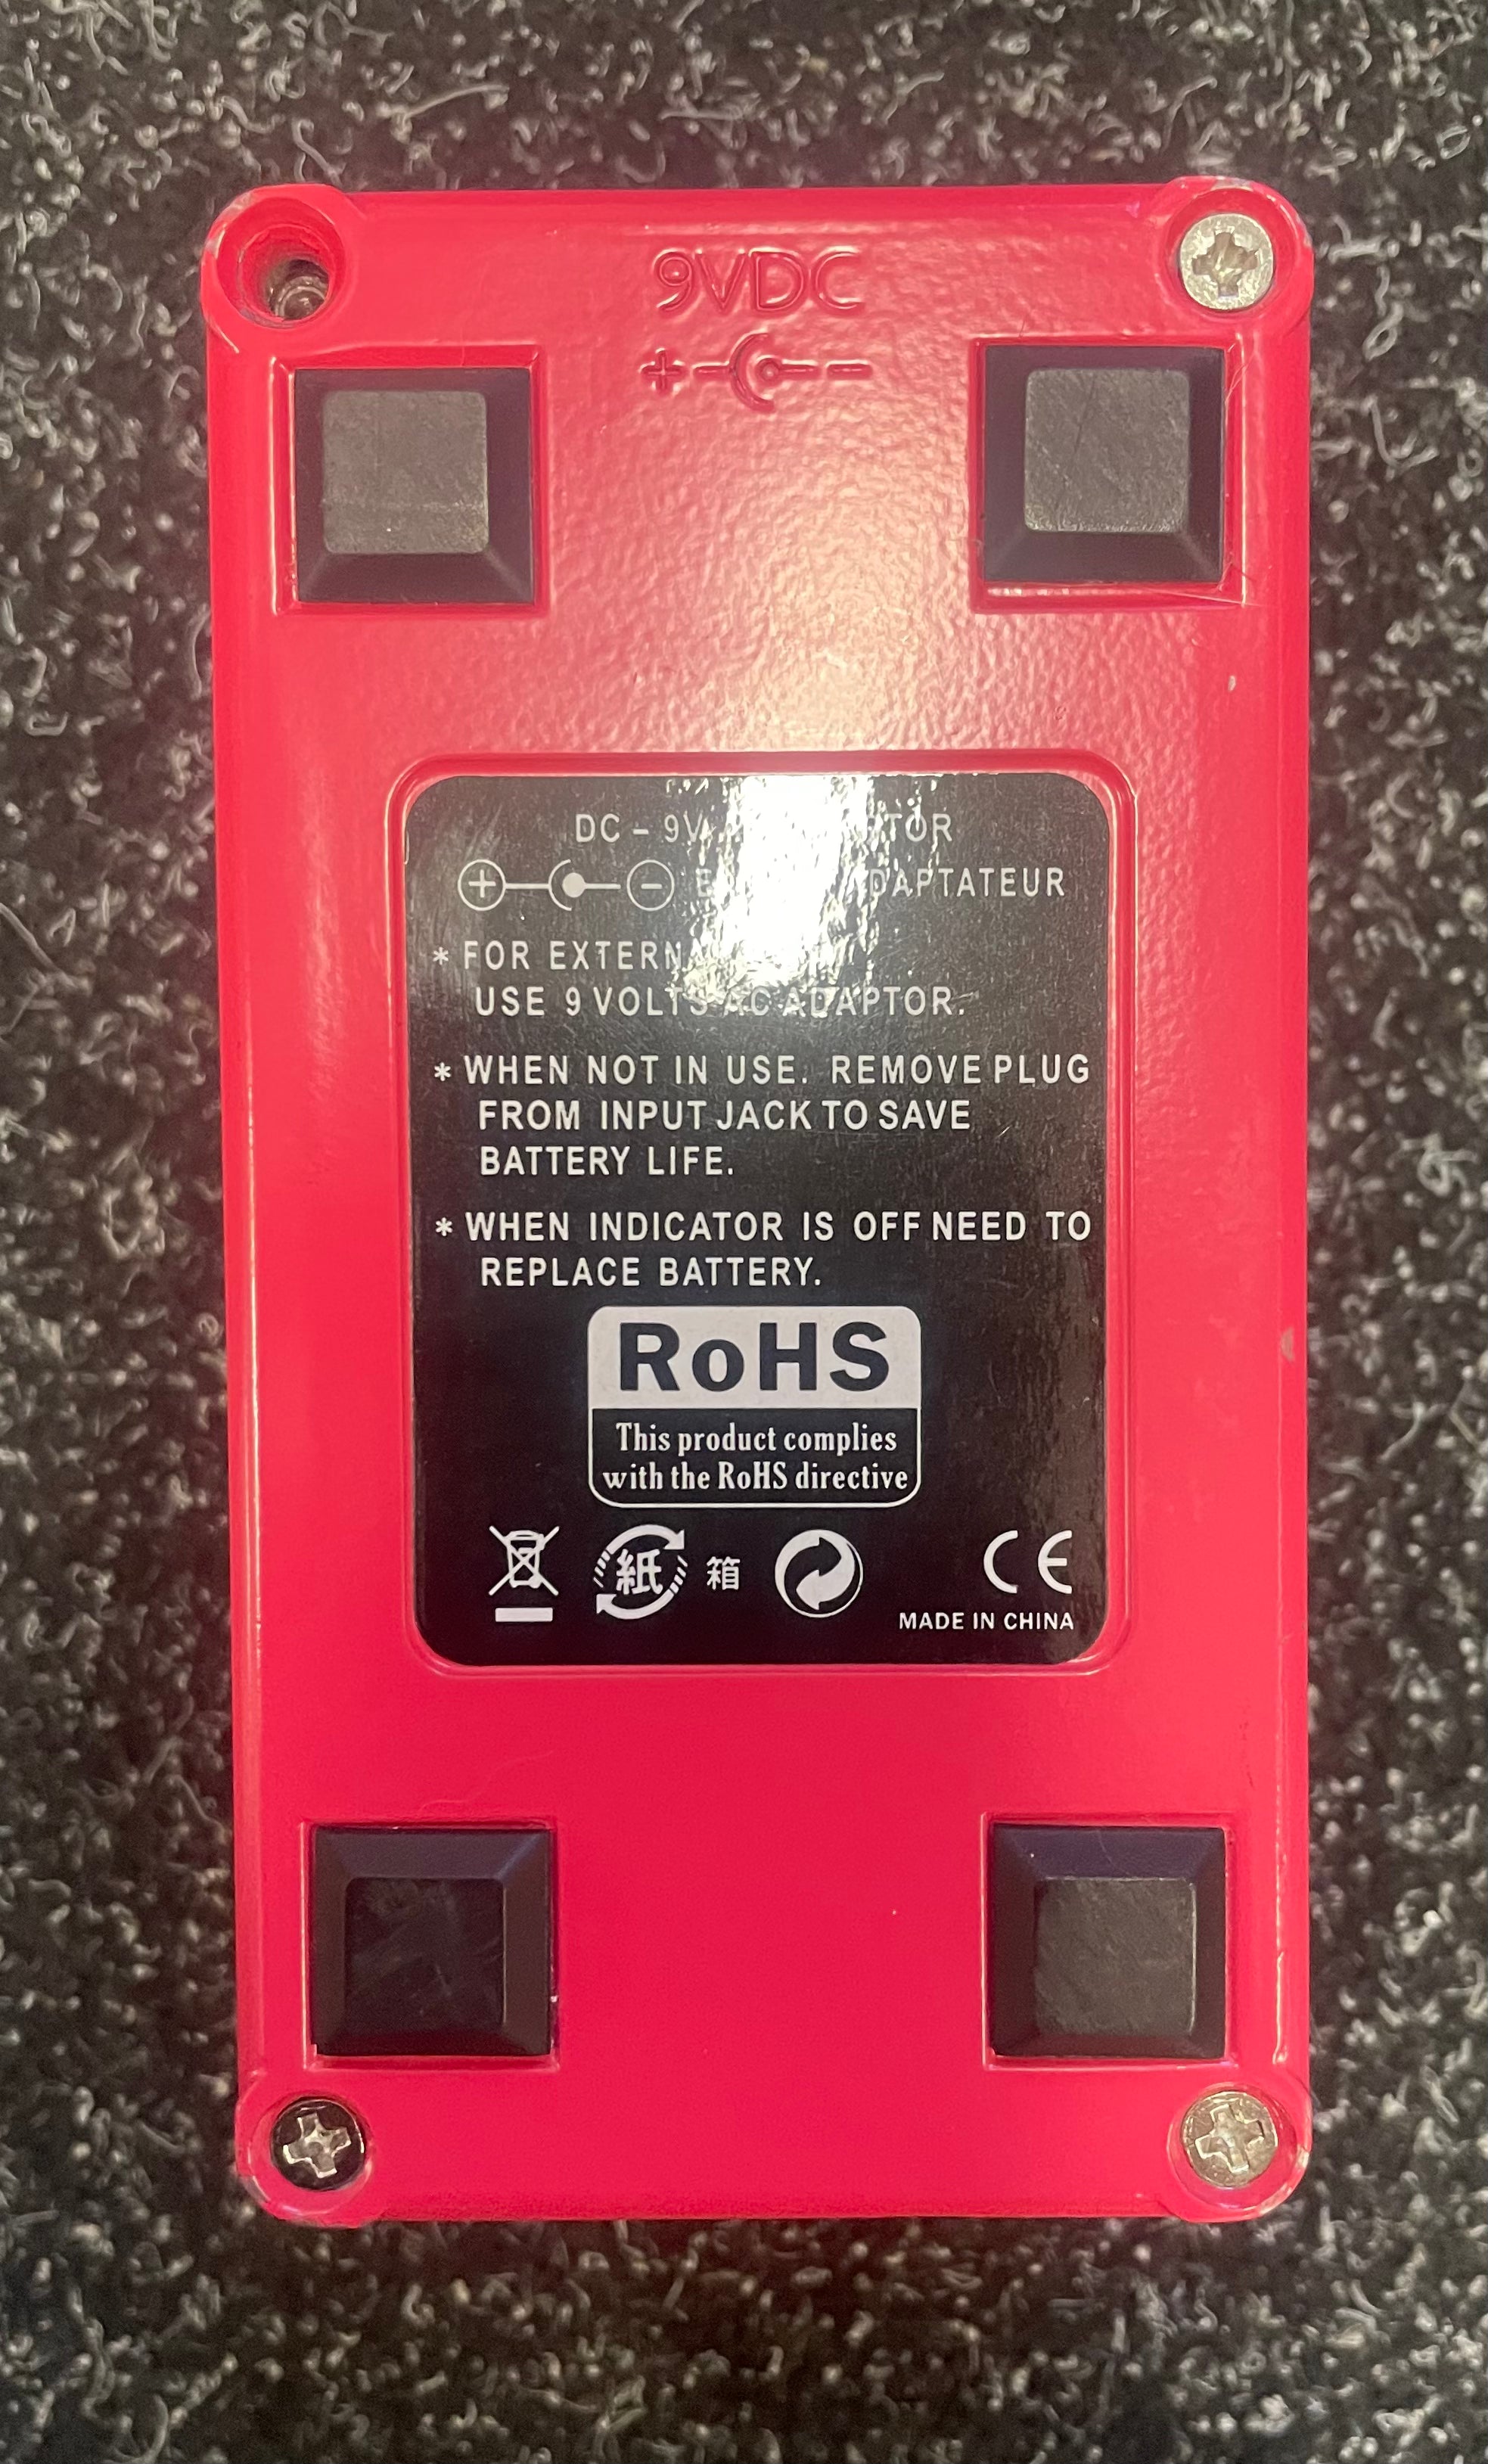 9VDC
+ -
DC – 9V
+ - ADAPTATEUR
* FOR EXTERNAL
USE 9 VOLTS AC ADAPTOR.
* WHEN NOT IN USE. REMOVE PLUG
FROM INPUT JACK TO SAVE
BATTERY LIFE.
* WHEN INDICATOR IS OFF NEED TO
REPLACE BATTERY.
RoHS
This product complies
with the RoHS directive
紙 箱 CE
MADE IN CHINA